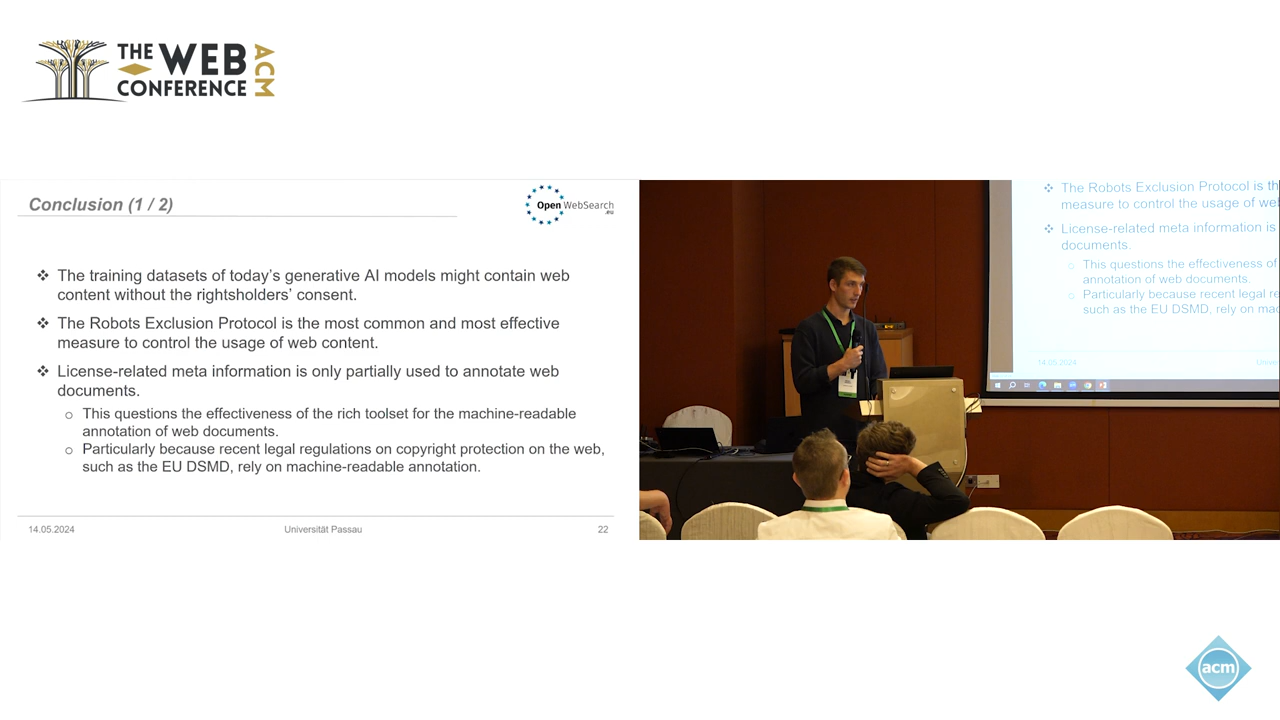 THE WEB
CONFERENCE
ACM
Conclusion (1 / 2)
Open WebSearch
.eu
❖ The training datasets of today's generative AI models might contain web
content without the rightsholders' consent.
❖ The Robots Exclusion Protocol is the most common and most effective
measure to control the usage of web content.
❖ License-related meta information is only partially used to annotate web
documents.
o This questions the effectiveness of the rich toolset for the machine-readable
annotation of web documents.
o Particularly because recent legal regulations on copyright protection on the web,
such as the EU DSMD, rely on machine-readable annotation.
14.05.2024 Universität Passau 22
❖ The Robots Exclusion Protocol is
measure to control the usage of
❖ License-related meta information is
documents.
o This questions the effectiveness of
annotation of web documents.
o Particularly because recent legal
such as the EU DSMD, rely on
14.05.2024
acm